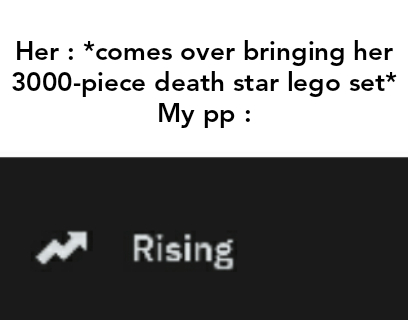 Her : *comes over bringing her
3000-piece death star lego set*
My pp :
Rising